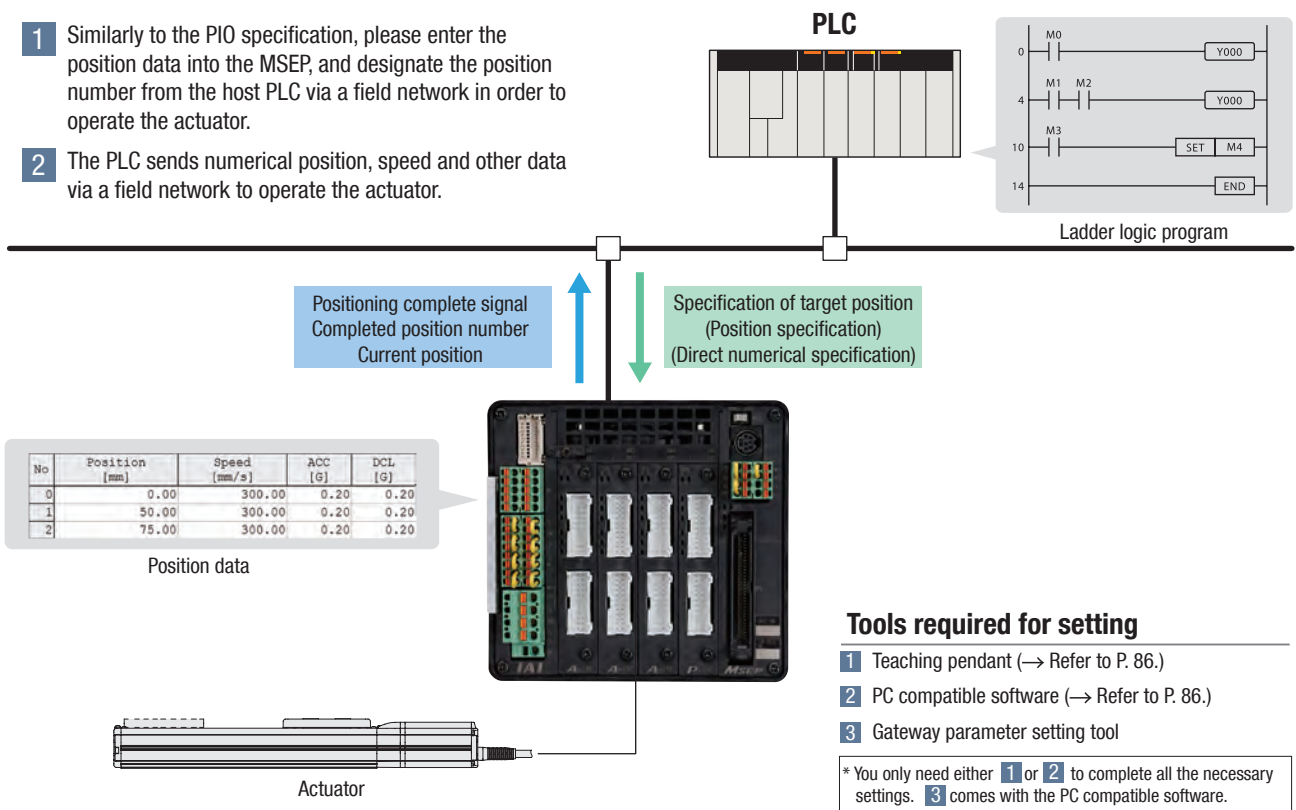 1 Similarly to the PIO specification, please enter the
position data into the MSEP, and designate the position
number from the host PLC via a field network in order to
operate the actuator.
2 The PLC sends numerical position, speed and other data
via a field network to operate the actuator.
PLC
M0
0 Y000
M1 M2
4 Y000
M3
10 SET M4
14 END
Ladder logic program
Positioning complete signal
Completed position number
Current position
Specification of target position
(Position specification)
(Direct numerical specification)
No Position [mm] Speed [mm/s] ACC [G] DCL [G]
0 0.00 300.00 0.20 0.20
1 50.00 300.00 0.20 0.20
2 75.00 300.00 0.20 0.20
Position data
IAI
MSEP
Actuator
Tools required for setting
1 Teaching pendant (→ Refer to P. 86.)
2 PC compatible software (→ Refer to P. 86.)
3 Gateway parameter setting tool
* You only need either 1 or 2 to complete all the necessary
settings. 3 comes with the PC compatible software.